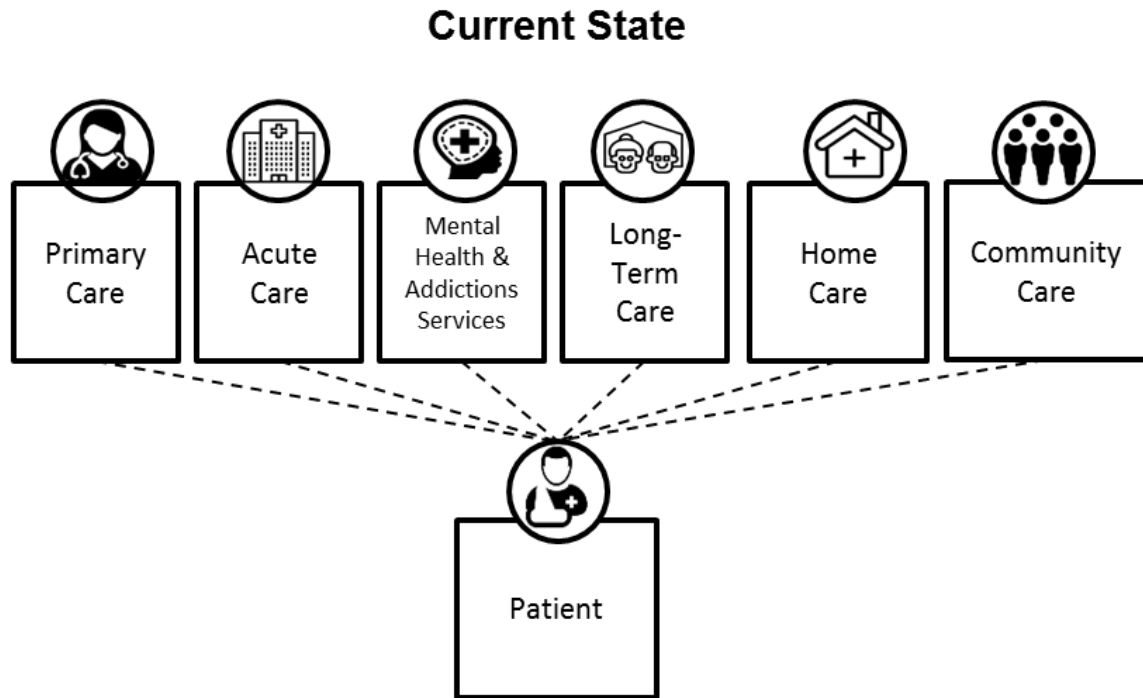 Current State
Primary
Care
Acute
Care
Mental
Health &
Addictions
Services
Long-
Term
Care
Home
Care
Community
Care
Patient